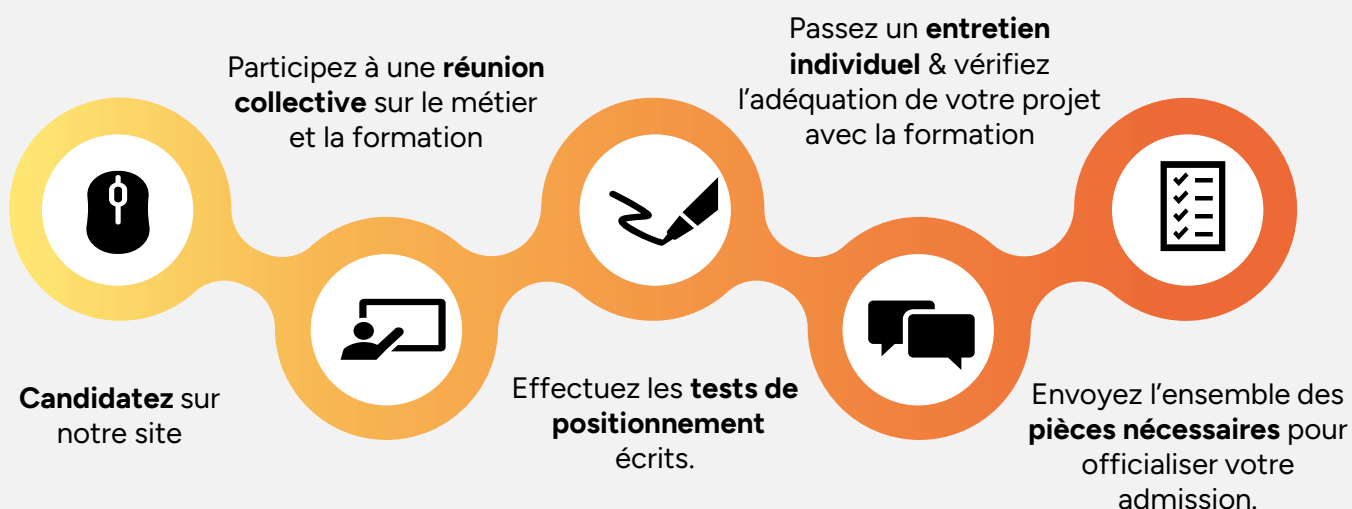 Candidatez sur
notre site
Participez à une réunion
collective sur le métier
et la formation
Effectuez les tests de
positionnement
écrits.
Passez un entretien
individuel & vérifiez
l’adéquation de votre projet
avec la formation
Envoyez l’ensemble des
pièces nécessaires pour
officialiser votre
admission.